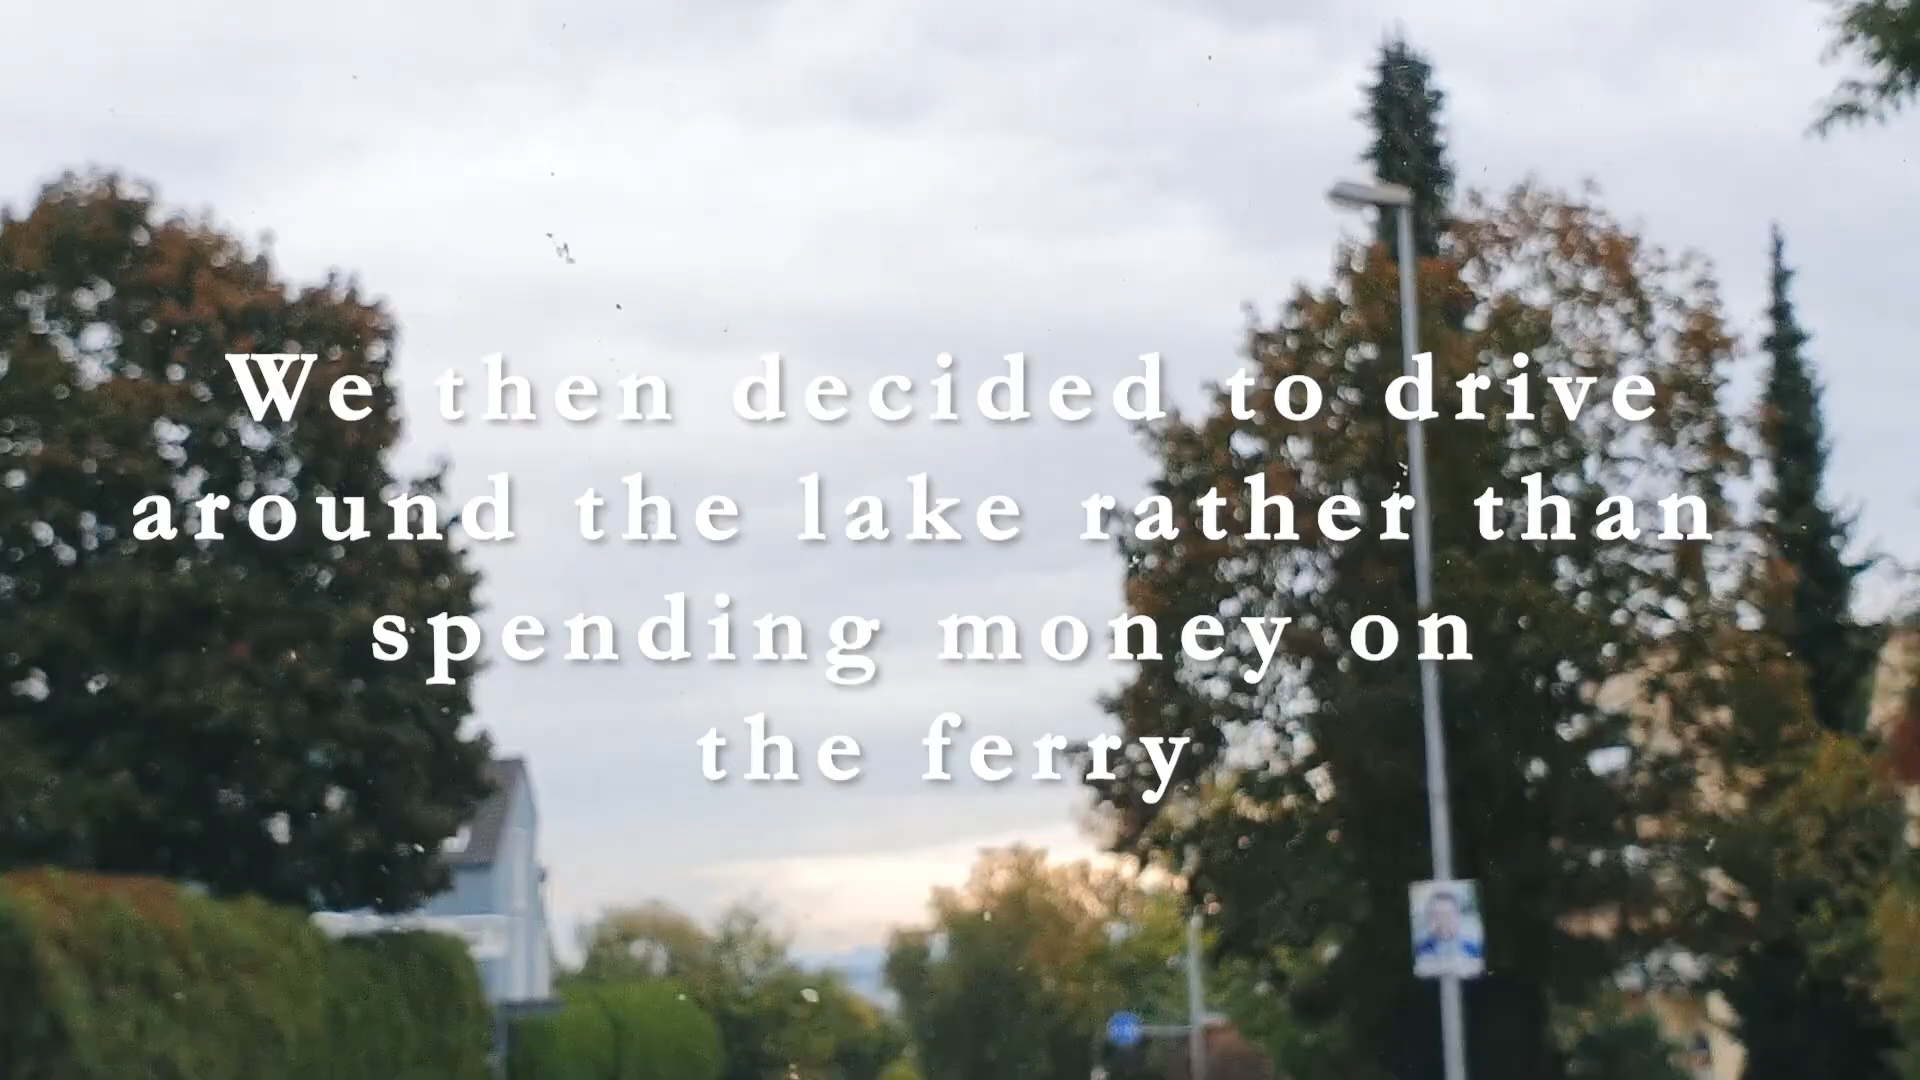 We then decided to drive
around the lake rather than
spending money on
the ferry